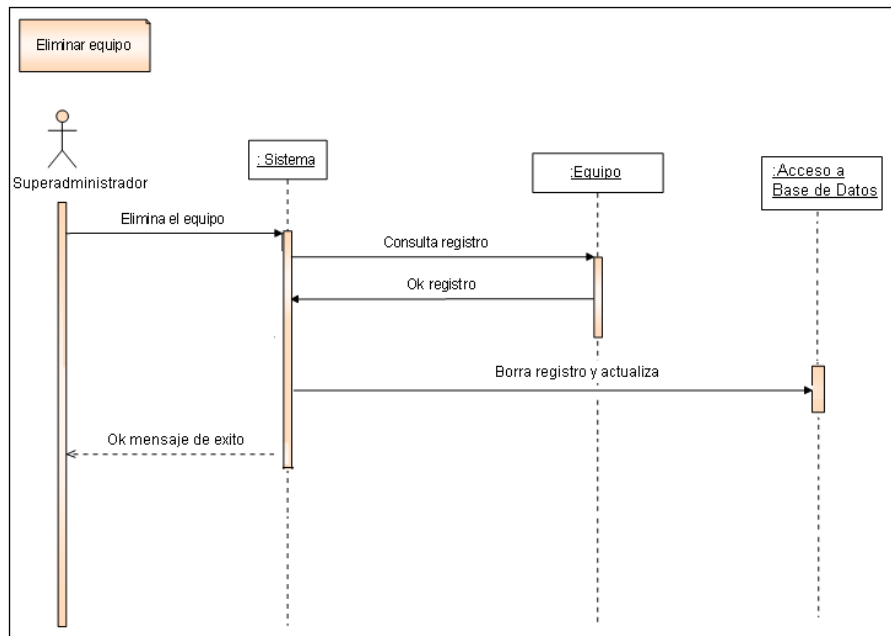 Eliminar equipo
Superadministrador
: Sistema
:Equipo
:Acceso a
Base de Datos
Elimina el equipo
Consulta registro
Ok registro
Borra registro y actualiza
Ok mensaje de exito